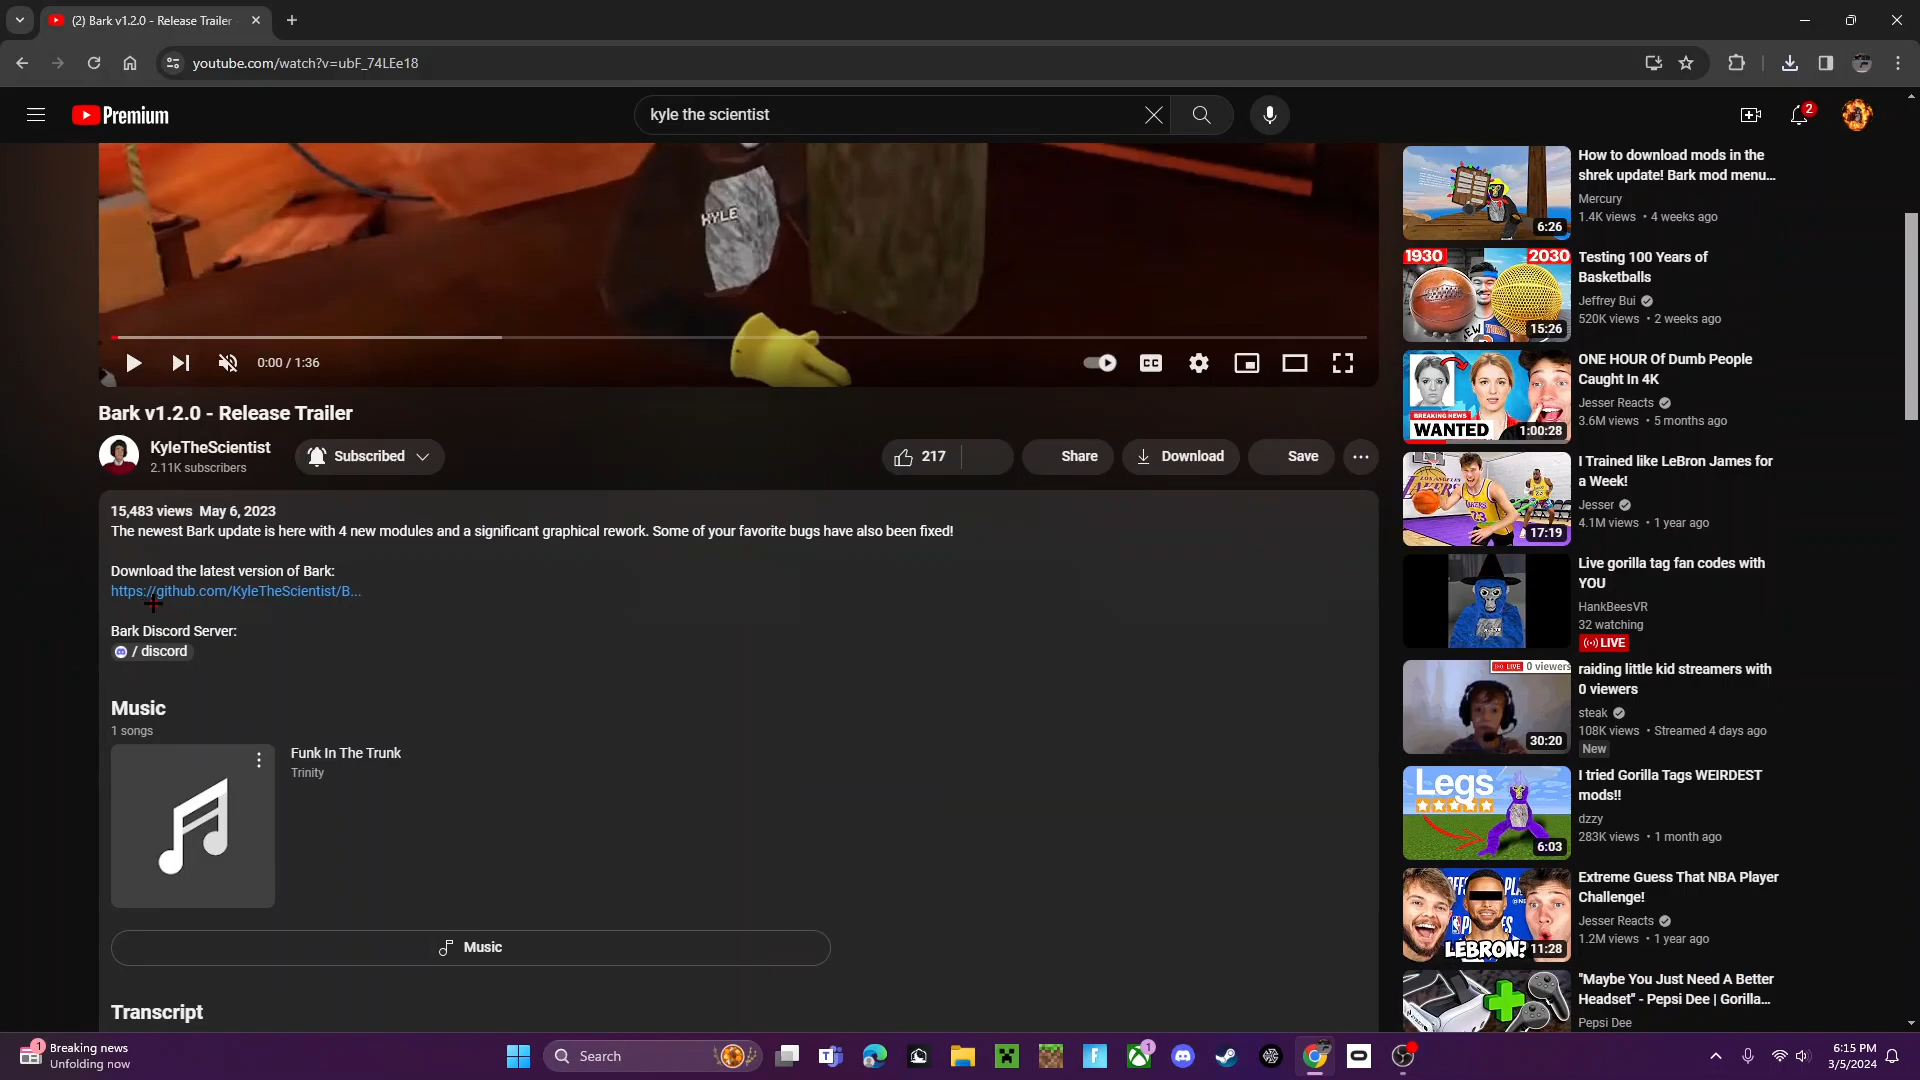 (2) Bark v1.2.0 - Release Trailer
youtube.com/watch?v=ubF_74LEe18
Premium
kyle the scientist
2
KYLE
0:00 / 1:36
CC
Bark v1.2.0 - Release Trailer
KyleTheScientist
2.11K subscribers
Subscribed
217
Share
Download
Save
15,483 views May 6, 2023
The newest Bark update is here with 4 new modules and a significant graphical rework. Some of your favorite bugs have also been fixed!
Download the latest version of Bark:
https://github.com/KyleTheScientist/B...
Bark Discord Server:
/ discord
Music
1 songs
Funk In The Trunk
Trinity
Music
Transcript
How to download mods in the
shrek update! Bark mod menu...
Mercury
1.4K views • 4 weeks ago
6:26
1930
2030
Testing 100 Years of
Basketballs
Jeffrey Bui
520K views • 2 weeks ago
15:26
ONE HOUR Of Dumb People
Caught In 4K
Jesser Reacts
3.6M views • 5 months ago
BREAKING NEWS
WANTED
1:00:28
I Trained like LeBron James for
a Week!
Jesser
4.1M views • 1 year ago
LAKERS
17:19
Live gorilla tag fan codes with
YOU
HankBeesVR
32 watching
LIVE
raiding little kid streamers with
0 viewers
steak
108K views • Streamed 4 days ago
New
LIVE 0 viewers
30:20
I tried Gorilla Tags WEIRDEST
mods!!
dzzy
283K views • 1 month ago
Legs
6:03
Extreme Guess That NBA Player
Challenge!
Jesser Reacts
1.2M views • 1 year ago
LEBRON?
11:28
"Maybe You Just Need A Better
Headset" - Pepsi Dee | Gorilla...
Pepsi Dee
1
Breaking news
Unfolding now
Search
1
6:15 PM
3/5/2024